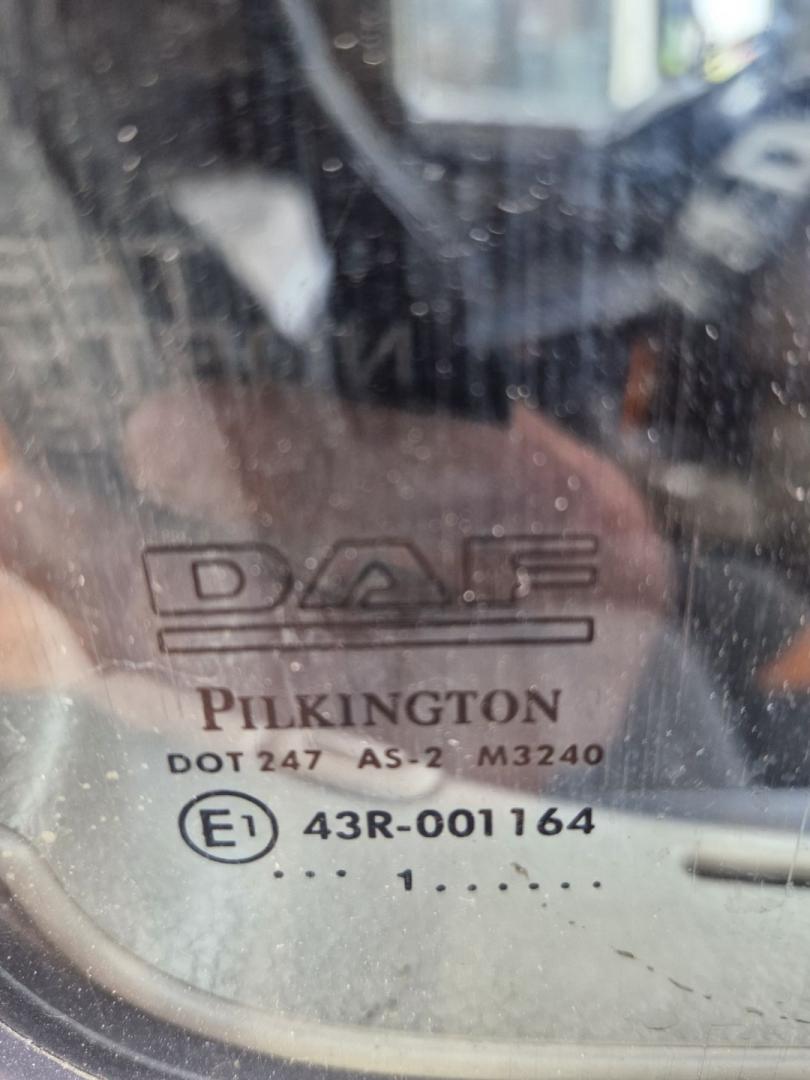 DAF
PILKINGTON
DOT 247 AS-2 M3240
E1 43R-001164
... 1 ......